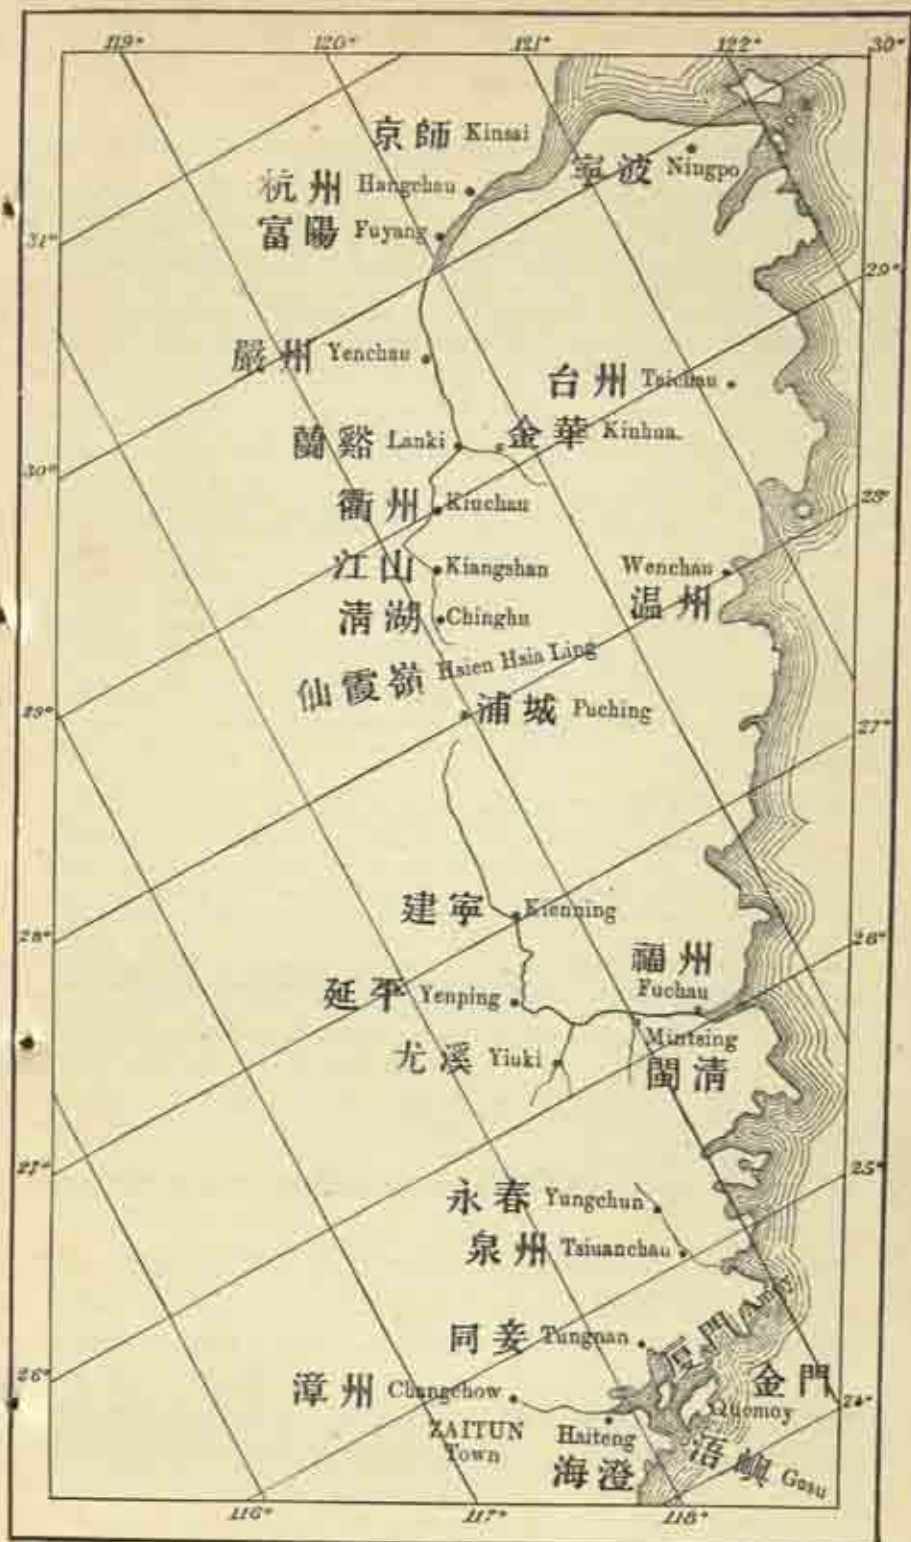 119° 120° 121° 122° 30°
京師 Kinsai
寧波 Ningpo
杭州 Hangchau
富陽 Fuyang
31°
29°
嚴州 Yenchau
台州 Taichau
金華 Kinhua
蘭谿 Lanki
30°
衢州 Kiuchau
28°
江山 Kiangshan
Wenchau
温州
清湖 Chinghu
仙霞嶺 Hsien Hsia Ling
浦城 Puching
29°
27°
建寧 Kienning
28°
26°
福州
Fuchau
延平 Yenping
Mintsing
閩清
尤溪 Yiuki
27°
25°
永春 Yungchun
泉州 Tsiuanchau
同妾 Tungnan
厦門 Amoy
26°
漳州 Changchow
金門
Quemoy
24°
ZAITUN
Town
Haiteng
海澄
浯嶼 Gosu
116° 117° 118°